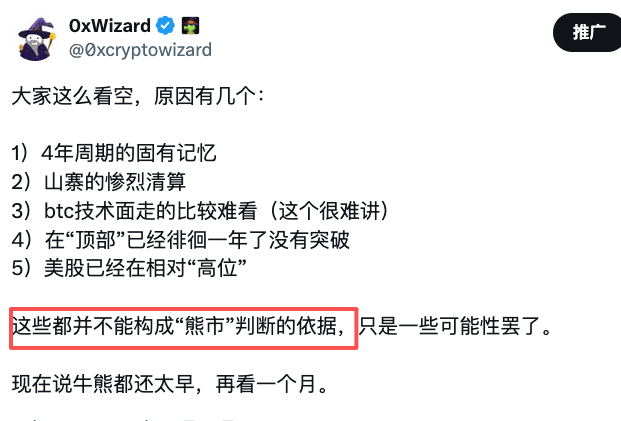 0xWizard
@0xcryptowizard
推广
大家这么看空，原因有几个：
1）4年周期的固有记忆
2）山寨的惨烈清算
3）btc技术面走的比较难看（这个很难讲）
4）在“顶部”已经徘徊一年了没有突破
5）美股已经在相对“高位”
这些都并不能构成“熊市”判断的依据，只是一些可能性罢了。
现在说牛熊都还太早，再看一个月。